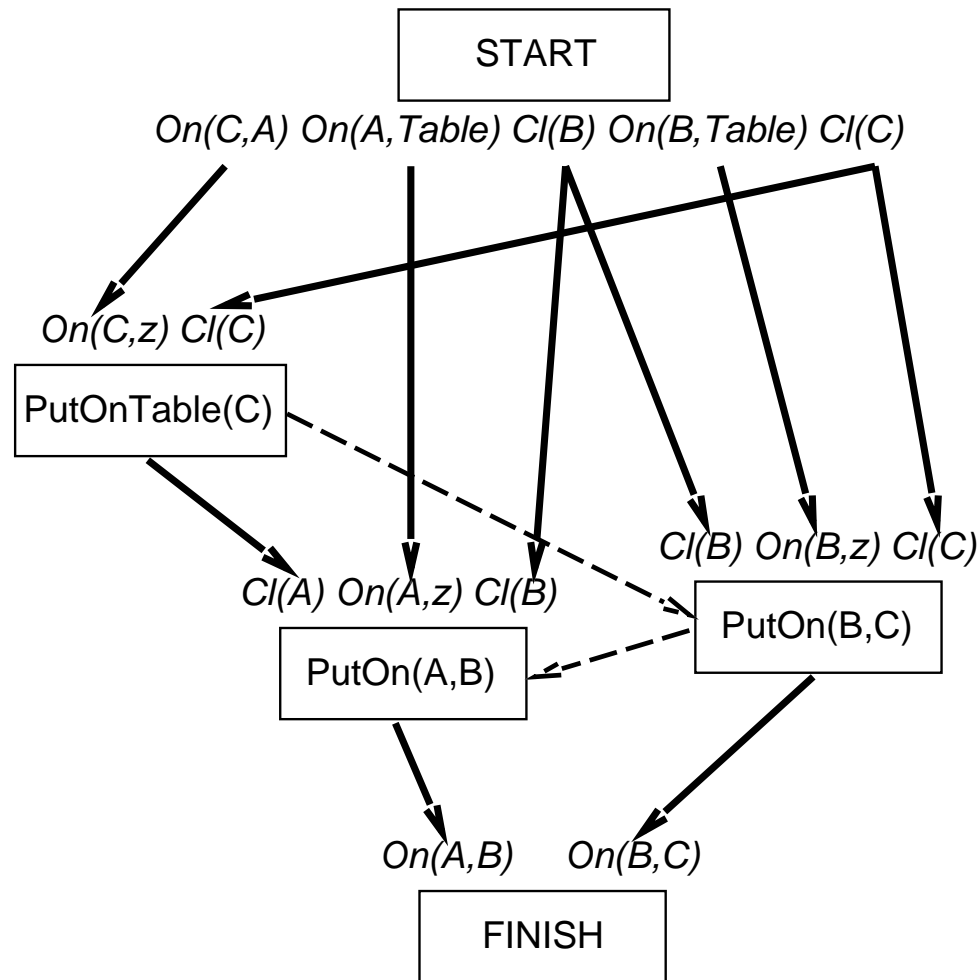 START
On(C,A) On(A,Table) Cl(B) On(B,Table) Cl(C)
On(C,z) Cl(C)
PutOnTable(C)
Cl(B) On(B,z) Cl(C)
Cl(A) On(A,z) Cl(B)
PutOn(B,C)
PutOn(A,B)
On(A,B) On(B,C)
FINISH